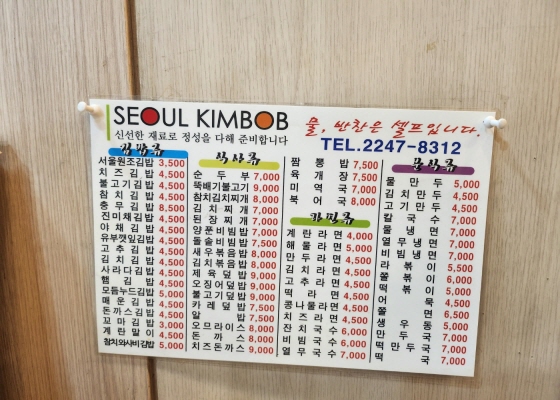 SEOUL KIMBOB
신선한 재료로 정성을 다해 준비합니다
물, 반찬은 셀프입니다.
TEL.2247-8312
김밥류
서울원조김밥 3,500
치즈김밥 4,500
불고기김밥 4,500
참치김밥 4,500
충무김밥 8,500
진미채김밥 4,500
야채김밥 4,500
유부깻잎김밥 4,500
고추김밥 4,500
김치김밥 4,500
사라다김밥 4,500
햄김밥 4,500
모듬누드김밥 5,000
매운김밥 4,500
돈까스김밥 4,500
꼬마김밥 3,000
계란말이 4,500
참치와사비김밥 5,000
식사류
순두부 7,000
뚝배기불고기 9,000
참치김치찌개 8,000
김치찌개 7,000
된장찌개 7,000
양푼비빔밥 7,000
돌솥비빔밥 7,500
새우볶음밥 8,000
김치볶음밥 8,000
제육덮밥 9,000
오징어덮밥 9,000
불고기덮밥 9,000
카레덮밥 7,500
알밥 7,500
오므라이스 8,000
돈까스 8,000
치즈돈까스 9,000
짬뽕밥 7,500
육개장 7,500
미역국 7,000
북어국 8,000
라면류
계란라면 4,000
해물라면 5,000
만두라면 4,500
김치라면 4,500
떡라면 4,500
콩나물라면 4,500
치즈라면 4,500
잔치국수 6,000
비빔국수 6,000
열무국수 7,000
분식류
물만두 5,000
김치만두 4,500
고기만두 4,500
칼국수 7,000
물냉면 7,000
열무냉면 7,000
비빔냉면 7,000
라볶이 5,500
쫄볶이 5,500
떡볶이 5,000
어묵 4,500
쫄면 6,500
생우동 5,000
만두국 7,000
떡만두국 7,000
떡국 7,000